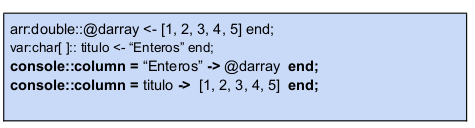 arr:double::@darray <- [1, 2, 3, 4, 5] end;
var:char[ ]:: titulo <- “Enteros” end;
console::column = “Enteros” -> @darray  end;
console::column = titulo ->  [1, 2, 3, 4, 5]  end;